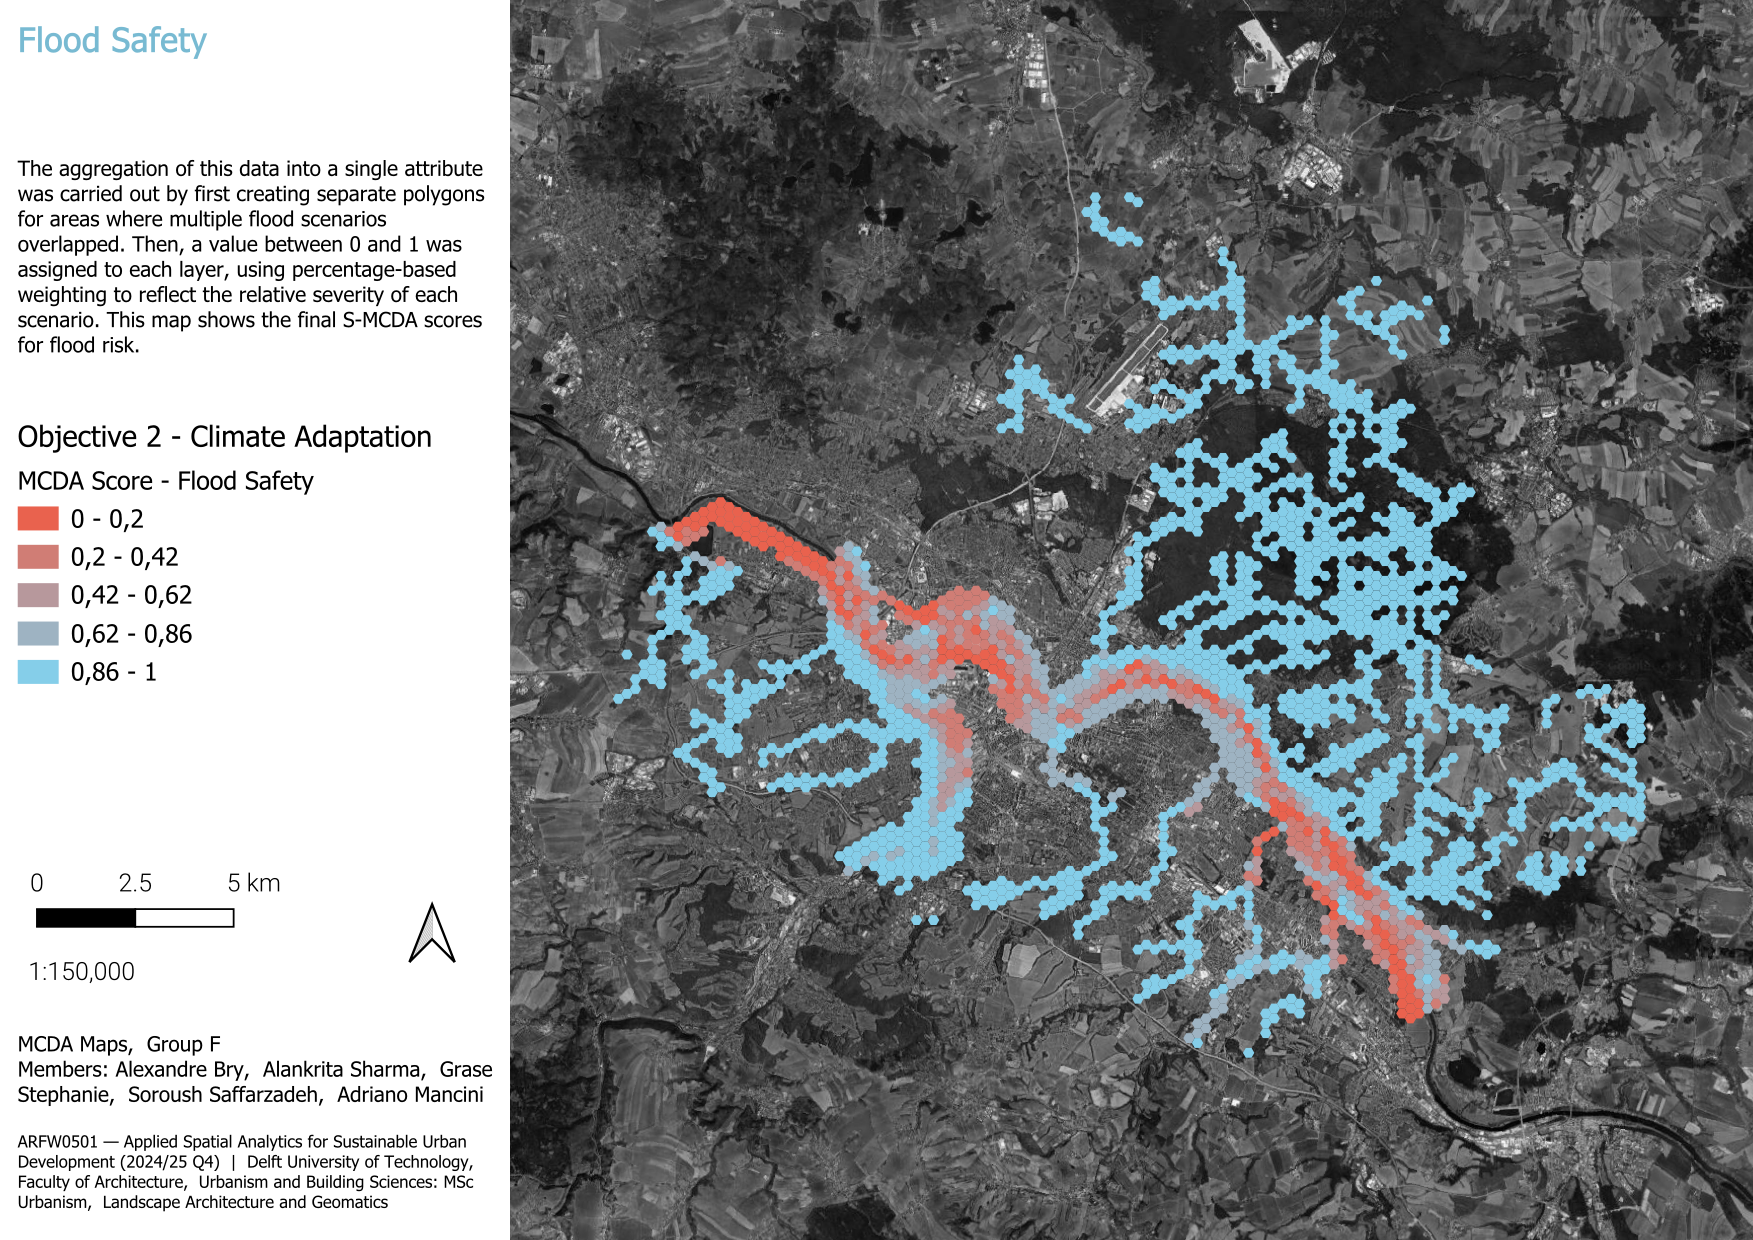 Flood Safety
The aggregation of this data into a single attribute
was carried out by first creating separate polygons
for areas where multiple flood scenarios
overlapped. Then, a value between 0 and 1 was
assigned to each layer, using percentage-based
weighting to reflect the relative severity of each
scenario. This map shows the final S-MCDA scores
for flood risk.
Objective 2 - Climate Adaptation
MCDA Score - Flood Safety
0 - 0,2
0,2 - 0,42
0,42 - 0,62
0,62 - 0,86
0,86 - 1
0 2.5 5 km
1:150,000
MCDA Maps, Group F
Members: Alexandre Bry, Alankrita Sharma, Grase
Stephanie, Soroush Saffarzadeh, Adriano Mancini
ARFW0501 — Applied Spatial Analytics for Sustainable Urban
Development (2024/25 Q4) | Delft University of Technology,
Faculty of Architecture, Urbanism and Building Sciences: MSc
Urbanism, Landscape Architecture and Geomatics